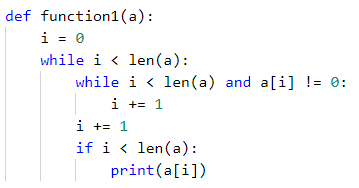 def function1(a):
    i = 0
    while i < len(a):
        while i < len(a) and a[i] != 0:
            i += 1
        i += 1
        if i < len(a):
            print(a[i])